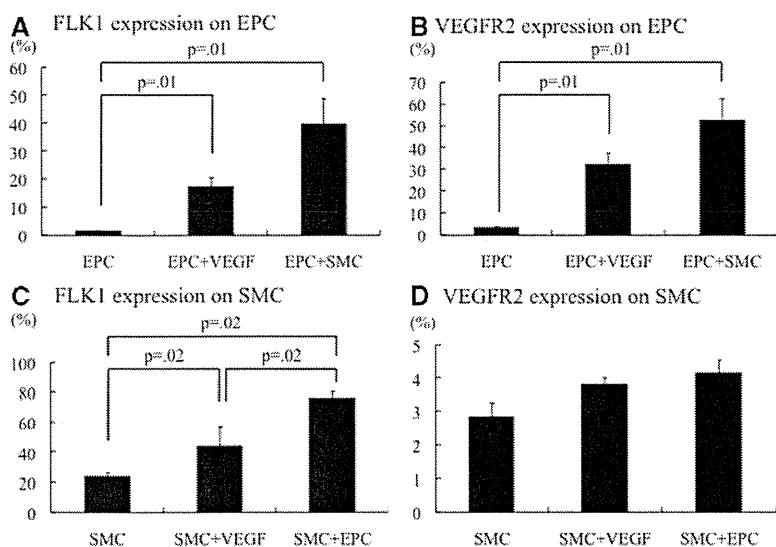 A FLK1 expression on EPC
(%)
p=.01
p=.01
60
50
40
30
20
10
0
EPC EPC+VEGF EPC+SMC
B VEGFR2 expression on EPC
(%)
p=.01
p=.01
70
60
50
40
30
20
10
0
EPC EPC+VEGF EPC+SMC
C FLK1 expression on SMC
(%)
p=.02
p=.02 p=.02
100
80
60
40
20
0
SMC SMC+VEGF SMC+EPC
D VEGFR2 expression on SMC
(%)
5
4
3
2
1
0
SMC SMC+VEGF SMC+EPC